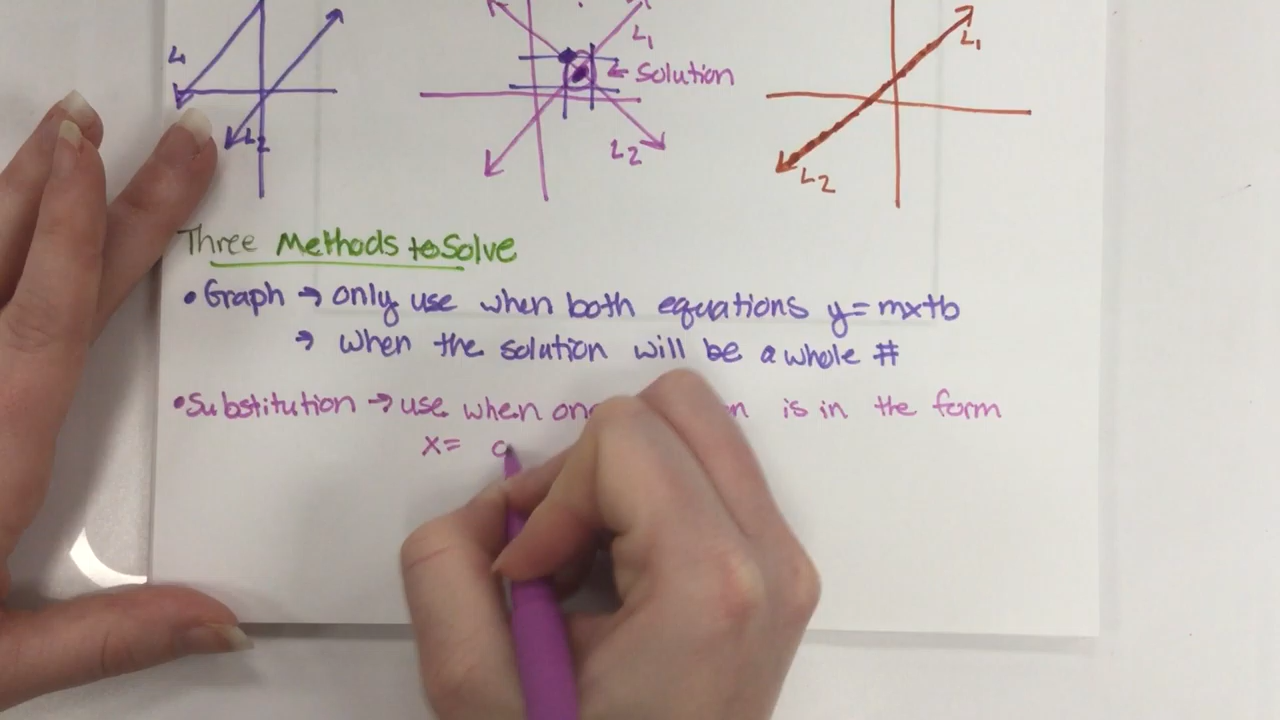 L
L2
L1
← Solution
L2
L1
L2
Three Methods to Solve
• Graph → only use when both equations y=mx+b
→ when the solution will be a whole #
• Substitution → use when is in the form
x=